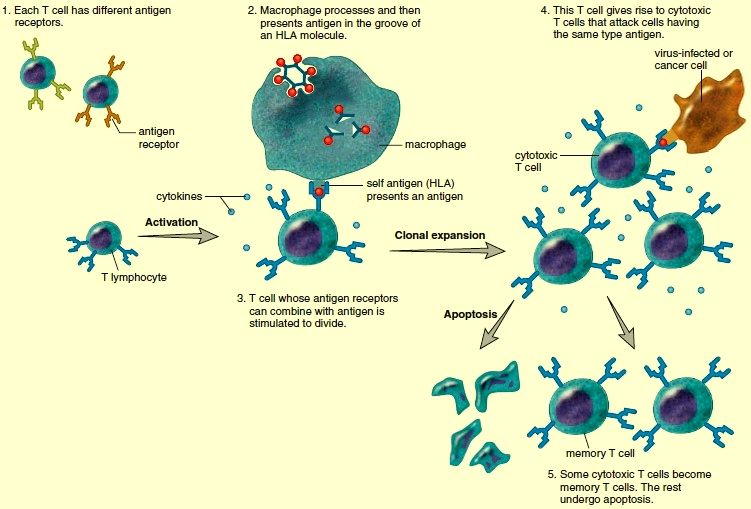 1. Each T cell has different antigen
receptors.
antigen
receptor
2. Macrophage processes and then
presents antigen in the groove of
an HLA molecule.
macrophage
self antigen (HLA)
presents an antigen
cytokines
Activation
T lymphocyte
3. T cell whose antigen receptors
can combine with antigen is
stimulated to divide.
Clonal expansion
4. This T cell gives rise to cytotoxic
T cells that attack cells having
the same type antigen.
virus-infected or
cancer cell
cytotoxic
T cell
Apoptosis
memory T cell
5. Some cytotoxic T cells become
memory T cells. The rest
undergo apoptosis.